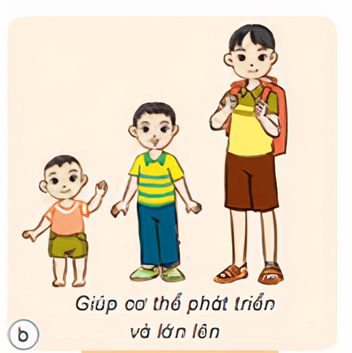 Giúp cơ thể phát triển
và lớn lên
b